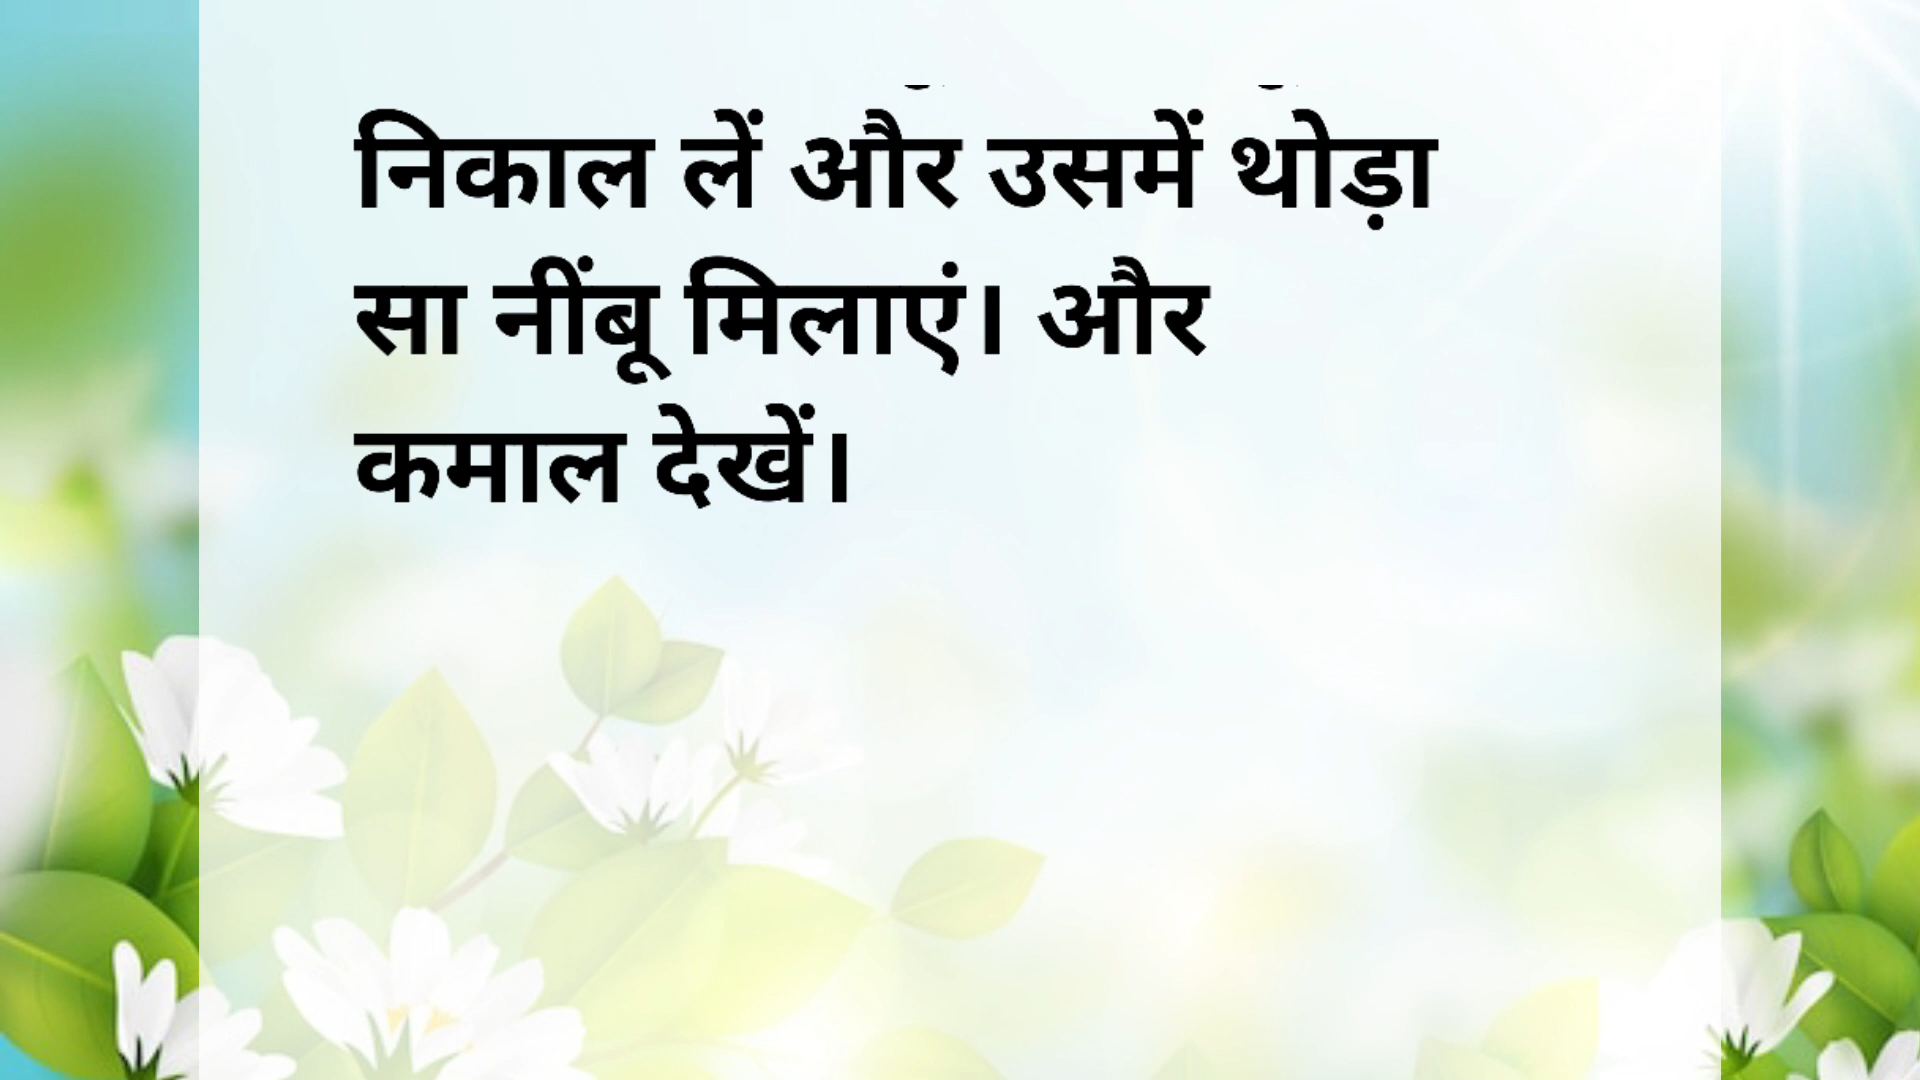 निकाल लें और उसमें थोड़ा
सा नींबू मिलाएं। और
कमाल देखें।